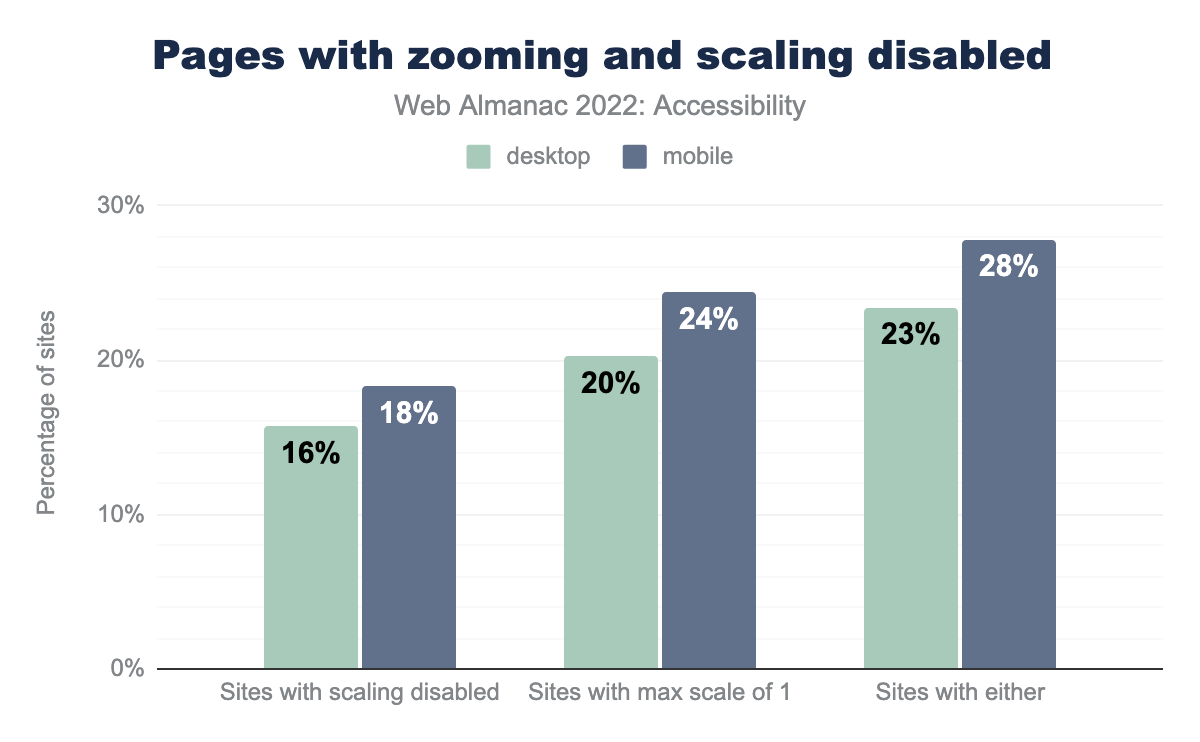 Pages with zooming and scaling disabled
Web Almanac 2022: Accessibility
desktop mobile
Percentage of sites
30%
20%
10%
0%
16% 18%
20% 24%
23% 28%
Sites with scaling disabled Sites with max scale of 1 Sites with either